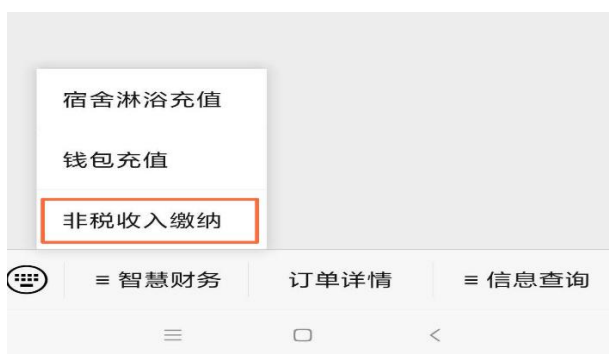 宿舍淋浴充值
钱包充值
非税收入缴纳
≡ 智慧财务 订单详情 ≡ 信息查询